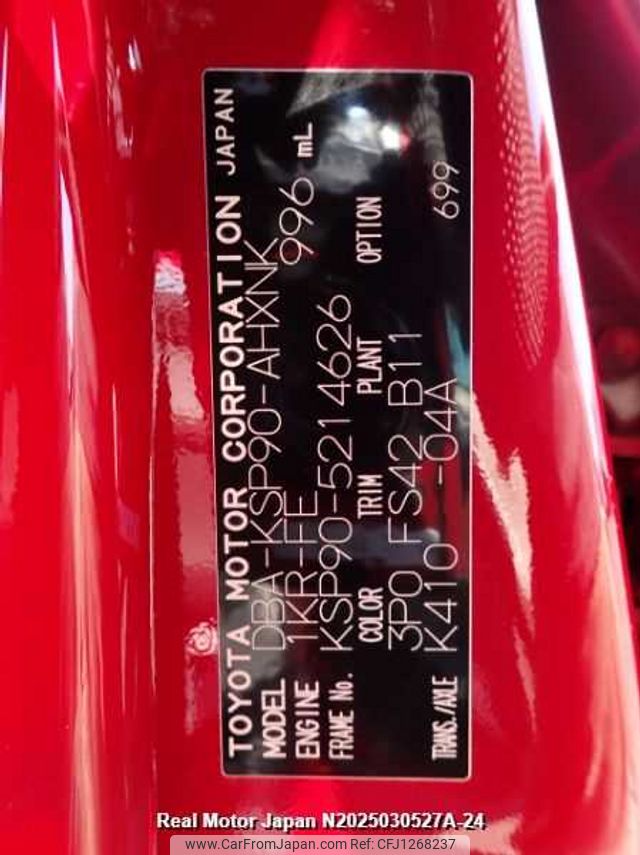 TOYOTA MOTOR CORPORATION JAPAN
MODEL DBA-KSP90-AHXNK
ENGINE 1KR-FE 996 mL
FRAME No. KSP90-5214626
COLOR TRIM PLANT OPTION
3P0 FS42 B11
TRANS./AXLE K410 -04A 699
Real Motor Japan N2025030527A-24
www.CarFromJapan.com Ref: CFJ1268237